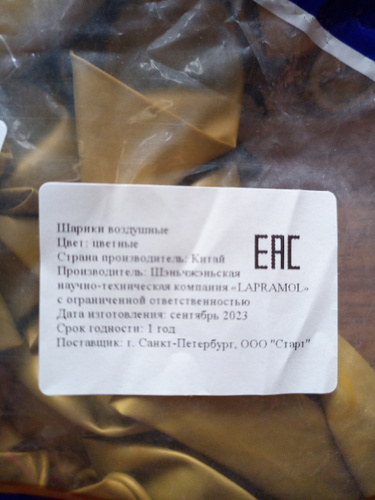 Шарики воздушные
Цвет: цветные
Страна производитель: Китай
Производитель: Шэньчжэньская
научно-техническая компания «LAPRAMOL»
с ограниченной ответственностью
Дата изготовления: сентябрь 2023
Срок годности: 1 год
Поставщик: г. Санкт-Петербург, ООО "Старт"
EAC